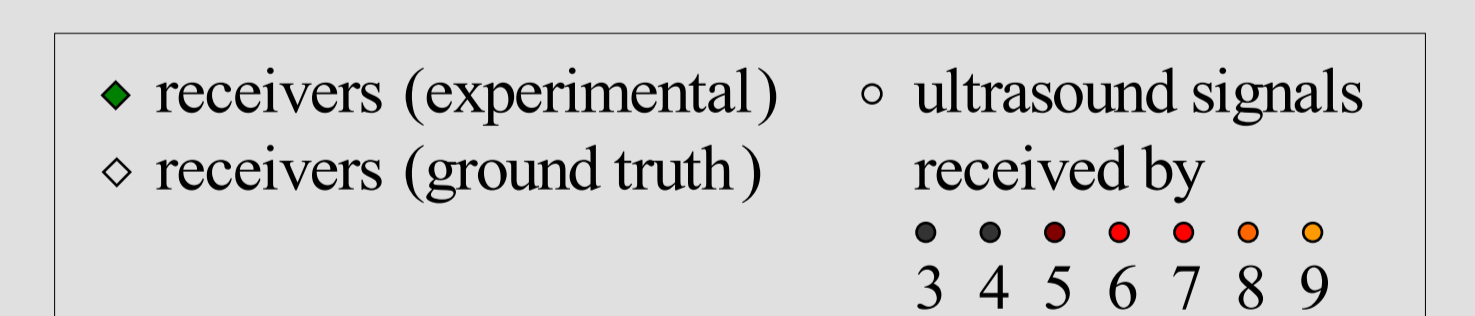 receivers (experimental)
receivers (ground truth)
ultrasound signals
received by
3 4 5 6 7 8 9